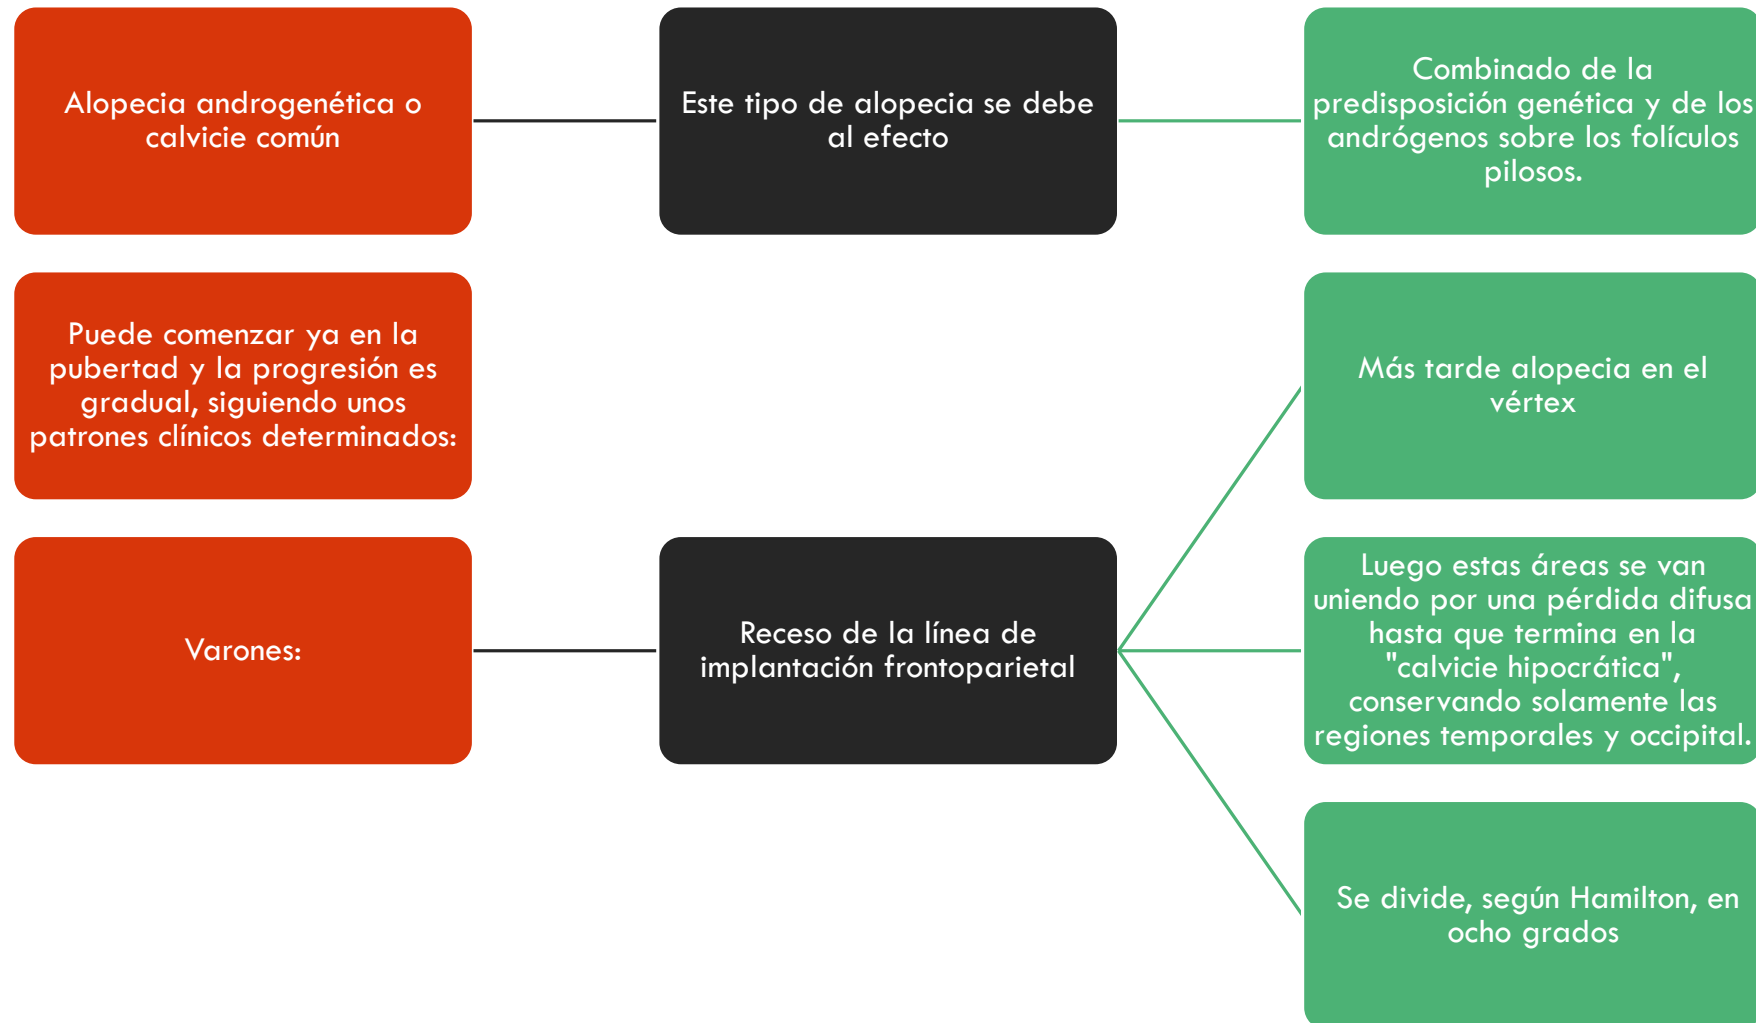 Alopecia androgenética o
calvicie común
Este tipo de alopecia se debe
al efecto
Combinado de la
predisposición genética y de los
andrógenos sobre los folículos
pilosos.
Puede comenzar ya en la
pubertad y la progresión es
gradual, siguiendo unos
patrones clínicos determinados:
Varones:
Receso de la línea de
implantación frontoparietal
Más tarde alopecia en el
vértex
Luego estas áreas se van
uniendo por una pérdida difusa
hasta que termina en la
"calvicie hipocrática",
conservando solamente las
regiones temporales y occipital.
Se divide, según Hamilton, en
ocho grados